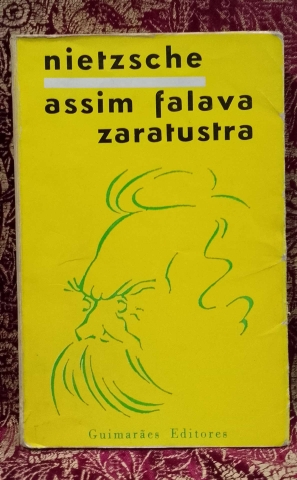 nietzsche
assim falava
zaratustra
Guimarães Editores